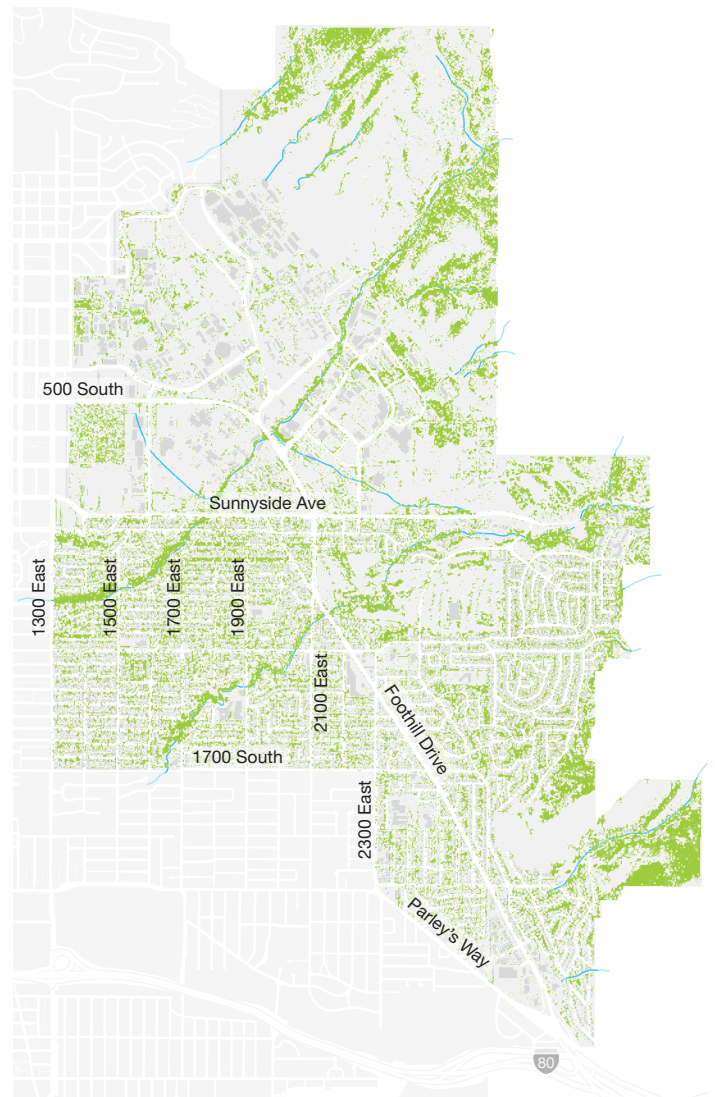 500 South
Sunnyside Ave
1300 East
1500 East
1700 East
1900 East
2100 East
Foothill Drive
1700 South
2300 East
Parley's Way
80